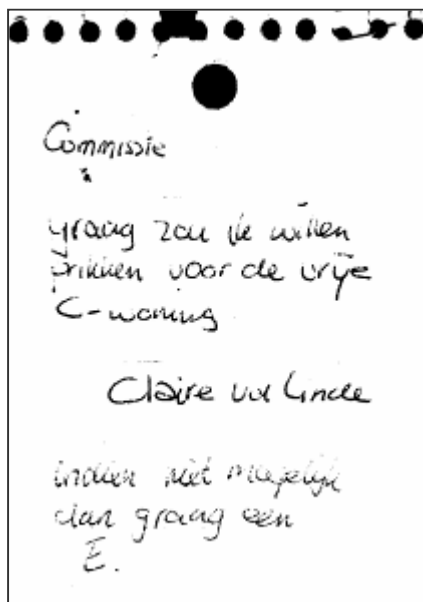 Commissie
graag zou ik willen
prikken voor de vrije
C-woning
Claire vd Linde
indien niet mogelijk
dan graag een
E.